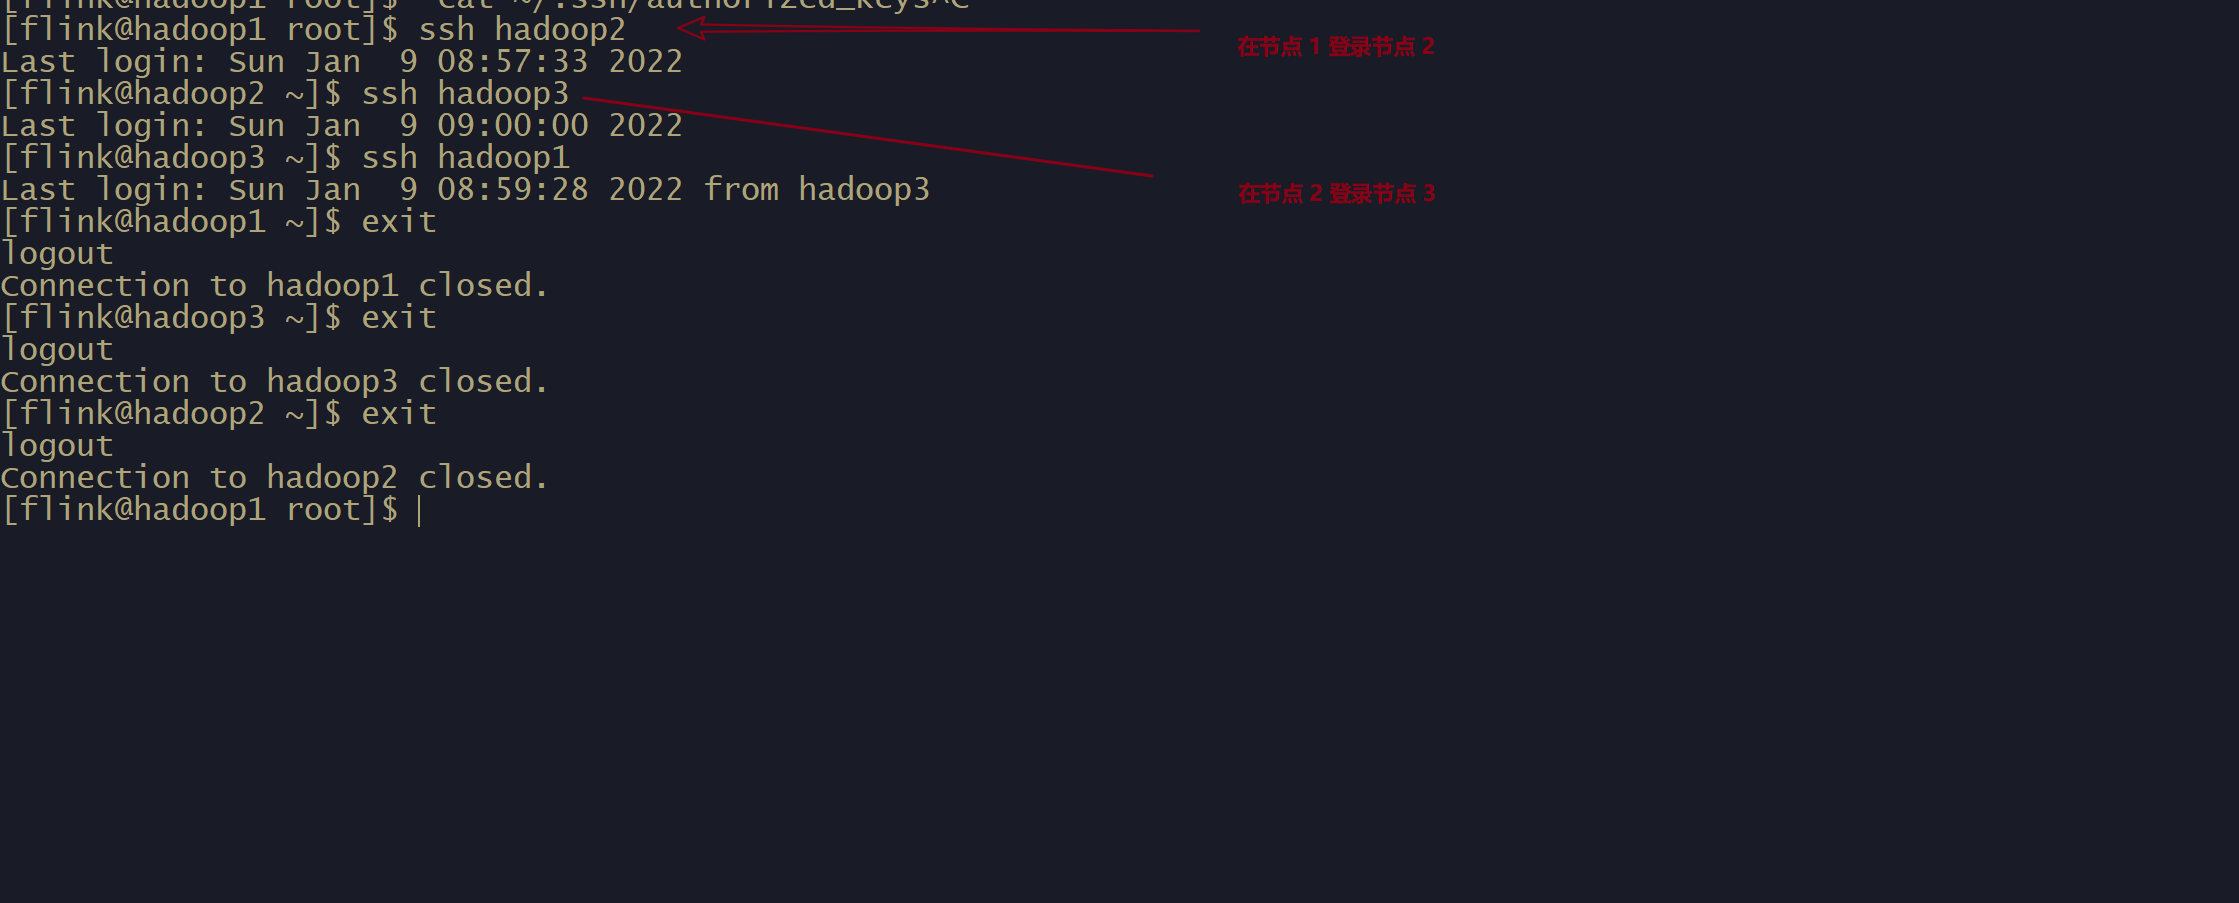 [flink@hadoop1 root]$  cat ~/.ssh/authorized_keys^C
[flink@hadoop1 root]$ ssh hadoop2
在节点 1 登录节点 2
Last login: Sun Jan  9 08:57:33 2022
[flink@hadoop2 ~]$ ssh hadoop3
Last login: Sun Jan  9 09:00:00 2022
[flink@hadoop3 ~]$ ssh hadoop1
Last login: Sun Jan  9 08:59:28 2022 from hadoop3
在节点 2 登录节点 3
[flink@hadoop1 ~]$ exit
logout
Connection to hadoop1 closed.
[flink@hadoop3 ~]$ exit
logout
Connection to hadoop3 closed.
[flink@hadoop2 ~]$ exit
logout
Connection to hadoop2 closed.
[flink@hadoop1 root]$